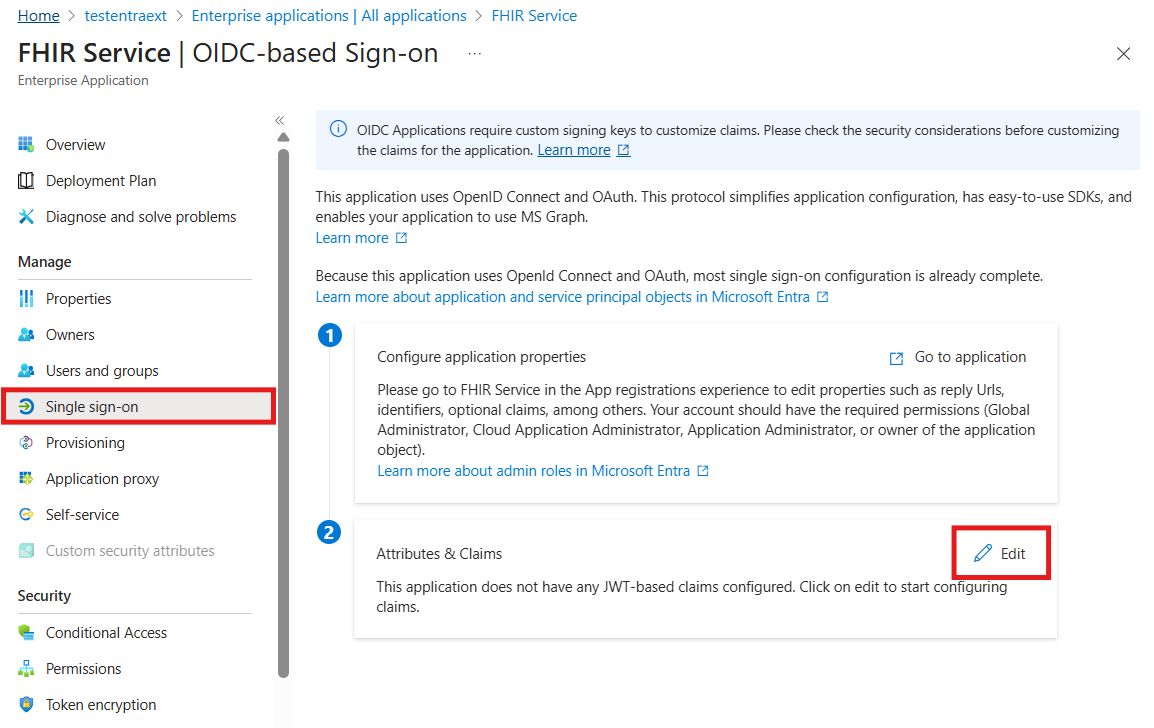 Home > testentraext > Enterprise applications | All applications > FHIR Service
FHIR Service | OIDC-based Sign-on ...
Enterprise Application
Overview
Deployment Plan
Diagnose and solve problems
Manage
Properties
Owners
Users and groups
Single sign-on
Provisioning
Application proxy
Self-service
Custom security attributes
Security
Conditional Access
Permissions
Token encryption
OIDC Applications require custom signing keys to customize claims. Please check the security considerations before customizing
the claims for the application. Learn more
This application uses OpenID Connect and OAuth. This protocol simplifies application configuration, has easy-to-use SDKs, and
enables your application to use MS Graph.
Learn more
Because this application uses OpenId Connect and OAuth, most single sign-on configuration is already complete.
Learn more about application and service principal objects in Microsoft Entra
1
Configure application properties
Go to application
Please go to FHIR Service in the App registrations experience to edit properties such as reply Urls,
identifiers, optional claims, among others. Your account should have the required permissions (Global
Administrator, Cloud Application Administrator, Application Administrator, or owner of the application
object).
Learn more about admin roles in Microsoft Entra
2
Attributes & Claims
Edit
This application does not have any JWT-based claims configured. Click on edit to start configuring
claims.